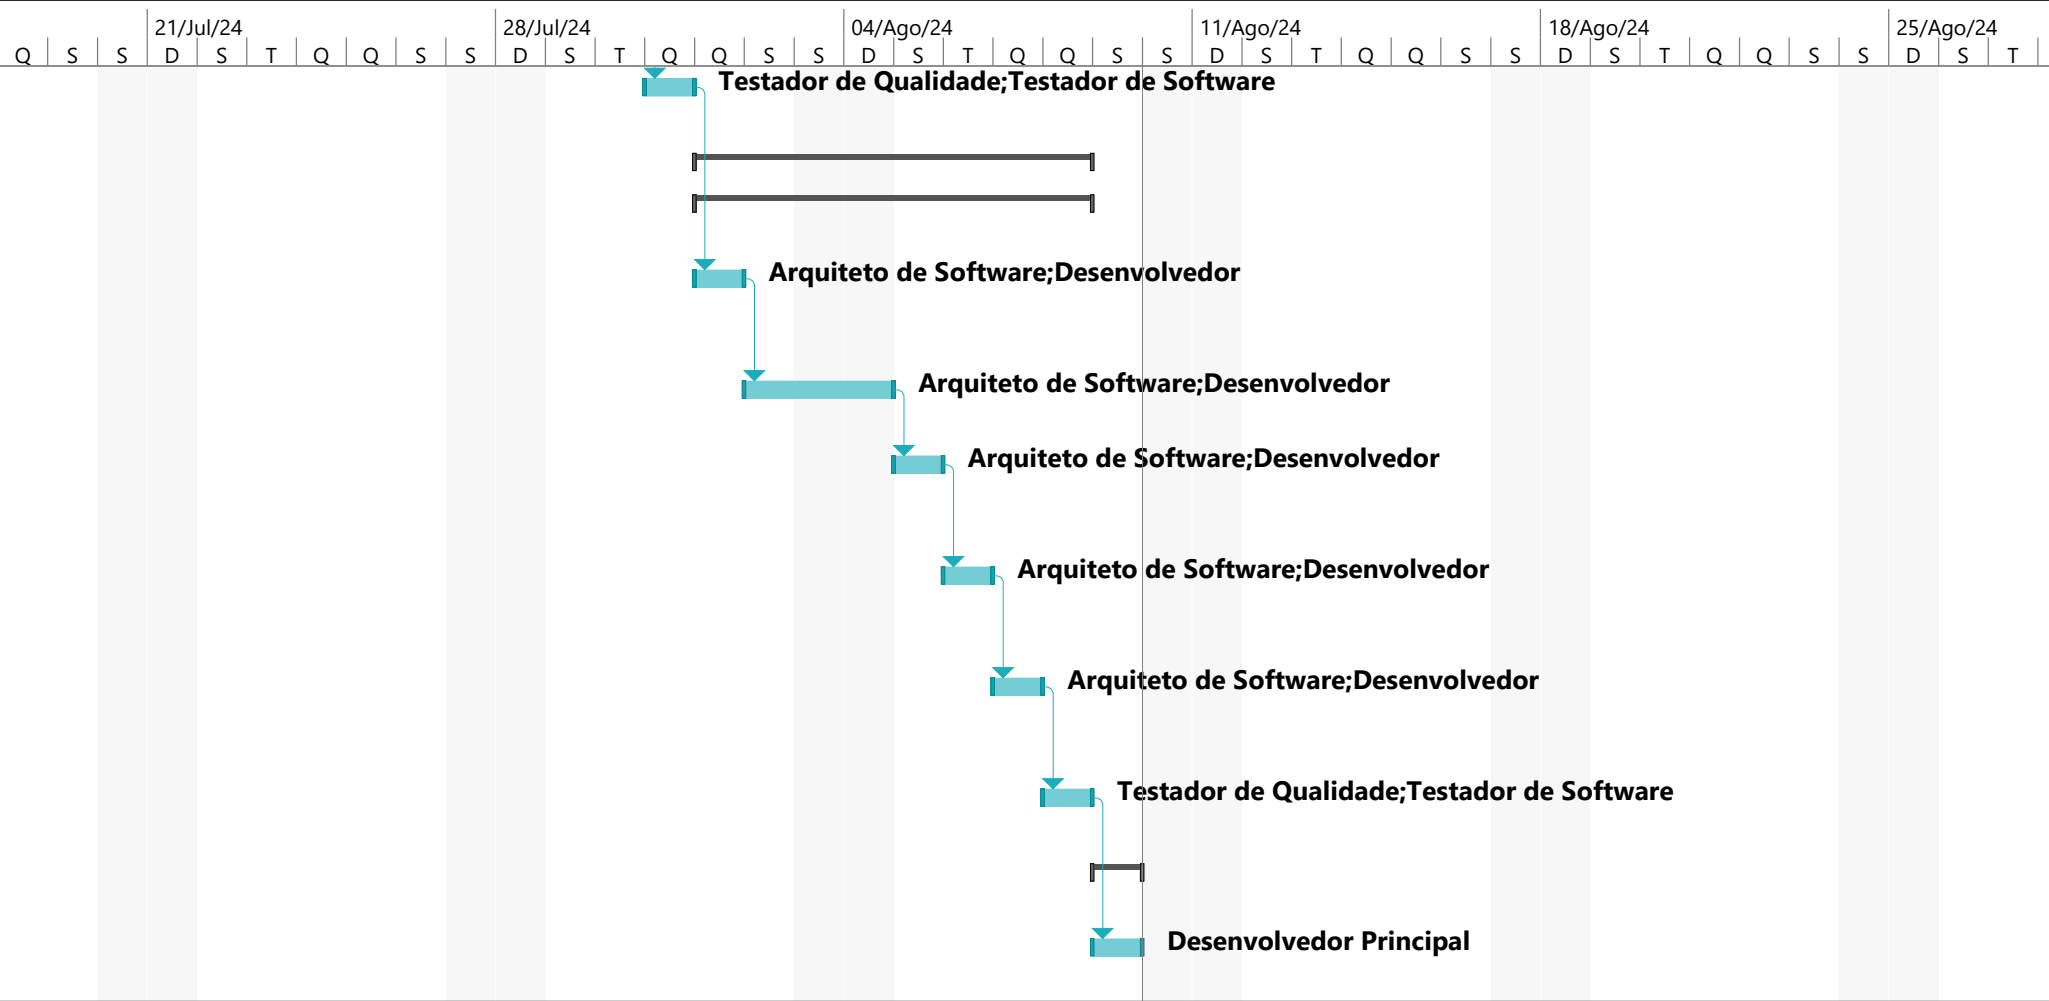 21/Jul/24 28/Jul/24 04/Ago/24 11/Ago/24 18/Ago/24 25/Ago/24
Q S S D S T Q Q S S D S T Q Q S S D S T Q Q S S D S T Q Q S S D S T Q Q S S D S T
Testador de Qualidade;Testador de Software
Arquiteto de Software;Desenvolvedor
Arquiteto de Software;Desenvolvedor
Arquiteto de Software;Desenvolvedor
Arquiteto de Software;Desenvolvedor
Arquiteto de Software;Desenvolvedor
Testador de Qualidade;Testador de Software
Desenvolvedor Principal